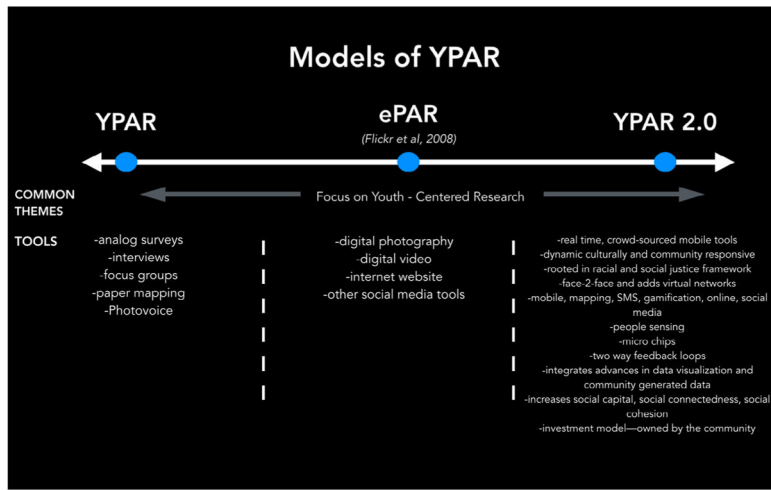 Models of YPAR
YPAR
ePAR
(Flickr et al, 2008)
YPAR 2.0
COMMON
THEMES
Focus on Youth - Centered Research
TOOLS
-analog surveys
-interviews
-focus groups
-paper mapping
-Photovoice
-digital photography
-digital video
-internet website
-other social media tools
-real time, crowd-sourced mobile tools
-dynamic culturally and community responsive
-rooted in racial and social justice framework
-face-2-face and adds virtual networks
-mobile, mapping, SMS, gamification, online, social
media
-people sensing
-micro chips
-two way feedback loops
-integrates advances in data visualization and
community generated data
-increases social capital, social connectedness, social
cohesion
-investment model—owned by the community